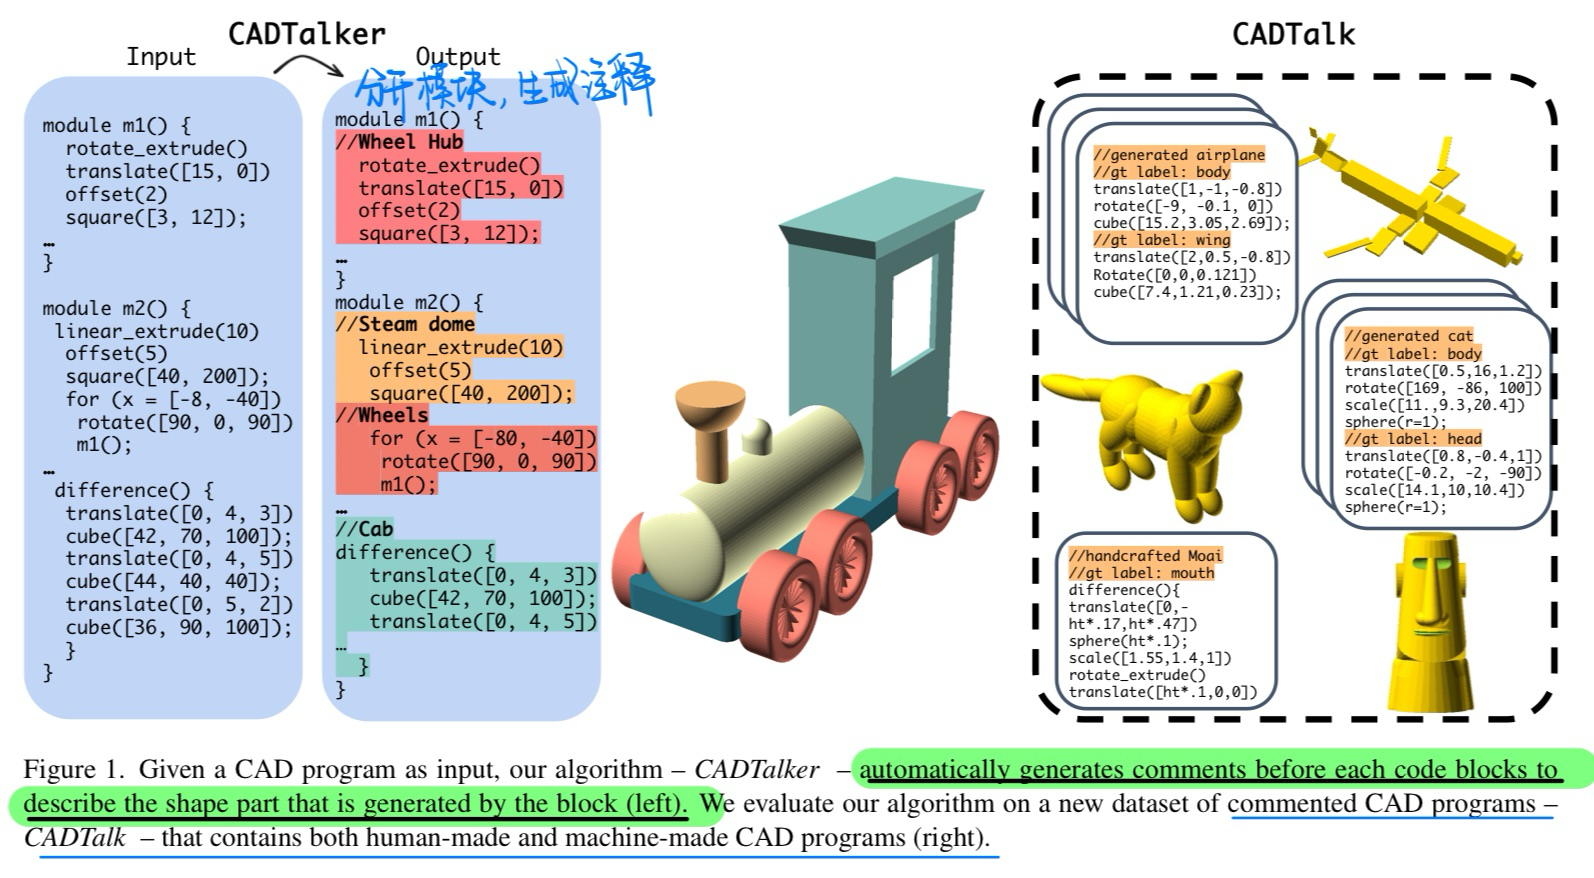 CADTalker
Input
Output
分开模块,生成注释
module m1() {
rotate_extrude()
translate([15, 0])
offset(2)
square([3, 12]);
…
}
module m2() {
linear_extrude(10)
offset(5)
square([40, 200]);
for (x = [-8, -40])
rotate([90, 0, 90])
m1();
…
difference() {
translate([0, 4, 3])
cube([42, 70, 100]);
translate([0, 4, 5])
cube([44, 40, 40];
translate([0, 5, 2])
cube([36, 90, 100];
}
}
module m1() {
//Wheel Hub
rotate_extrude()
translate([15, 0])
offset(2)
square([3, 12]);
…
}
module m2() {
//Steam dome
linear_extrude(10)
offset(5)
square([40, 200];
//Wheels
for (x = [-80, -40])
rotate([90, 0, 90])
m1();
…
//Cab
difference() {
translate([0, 4, 3])
cube([42, 70, 100];
translate([0, 4, 5])
…
}
}
CADTalk
//generated airplane
//gt label: body
translate([1,-1,-0.8])
rotate([-9, -0.1, 0])
cube([15.2,3.05,2.69]);
//gt label: wing
translate([2,0.5,-0.8])
Rotate([0,0,0.121])
cube([7.4,1.21,0.23]);
//generated cat
//gt label: body
translate([0.5,16,1.2])
rotate([169, -86, 100])
scale([11.,9.3,20.4])
sphere(r=1);
//gt label: head
translate([0.8,-0.4,1])
rotate([-0.2, -2, -90])
scale([14.1,10,10.4])
sphere(r=1);
//handcrafted Moai
//gt label: mouth
difference(){
translate([0,-
ht*.17,ht*.47])
sphere(ht*.1);
scale([1.55,1.4,1])
rotate_extrude()
translate([ht*.1,0,0])
Figure 1. Given a CAD program as input, our algorithm – CADTalker – automatically generates comments before each code blocks to
describe the shape part that is generated by the block (left). We evaluate our algorithm on a new dataset of commented CAD programs –
CADTalk – that contains both human-made and machine-made CAD programs (right).